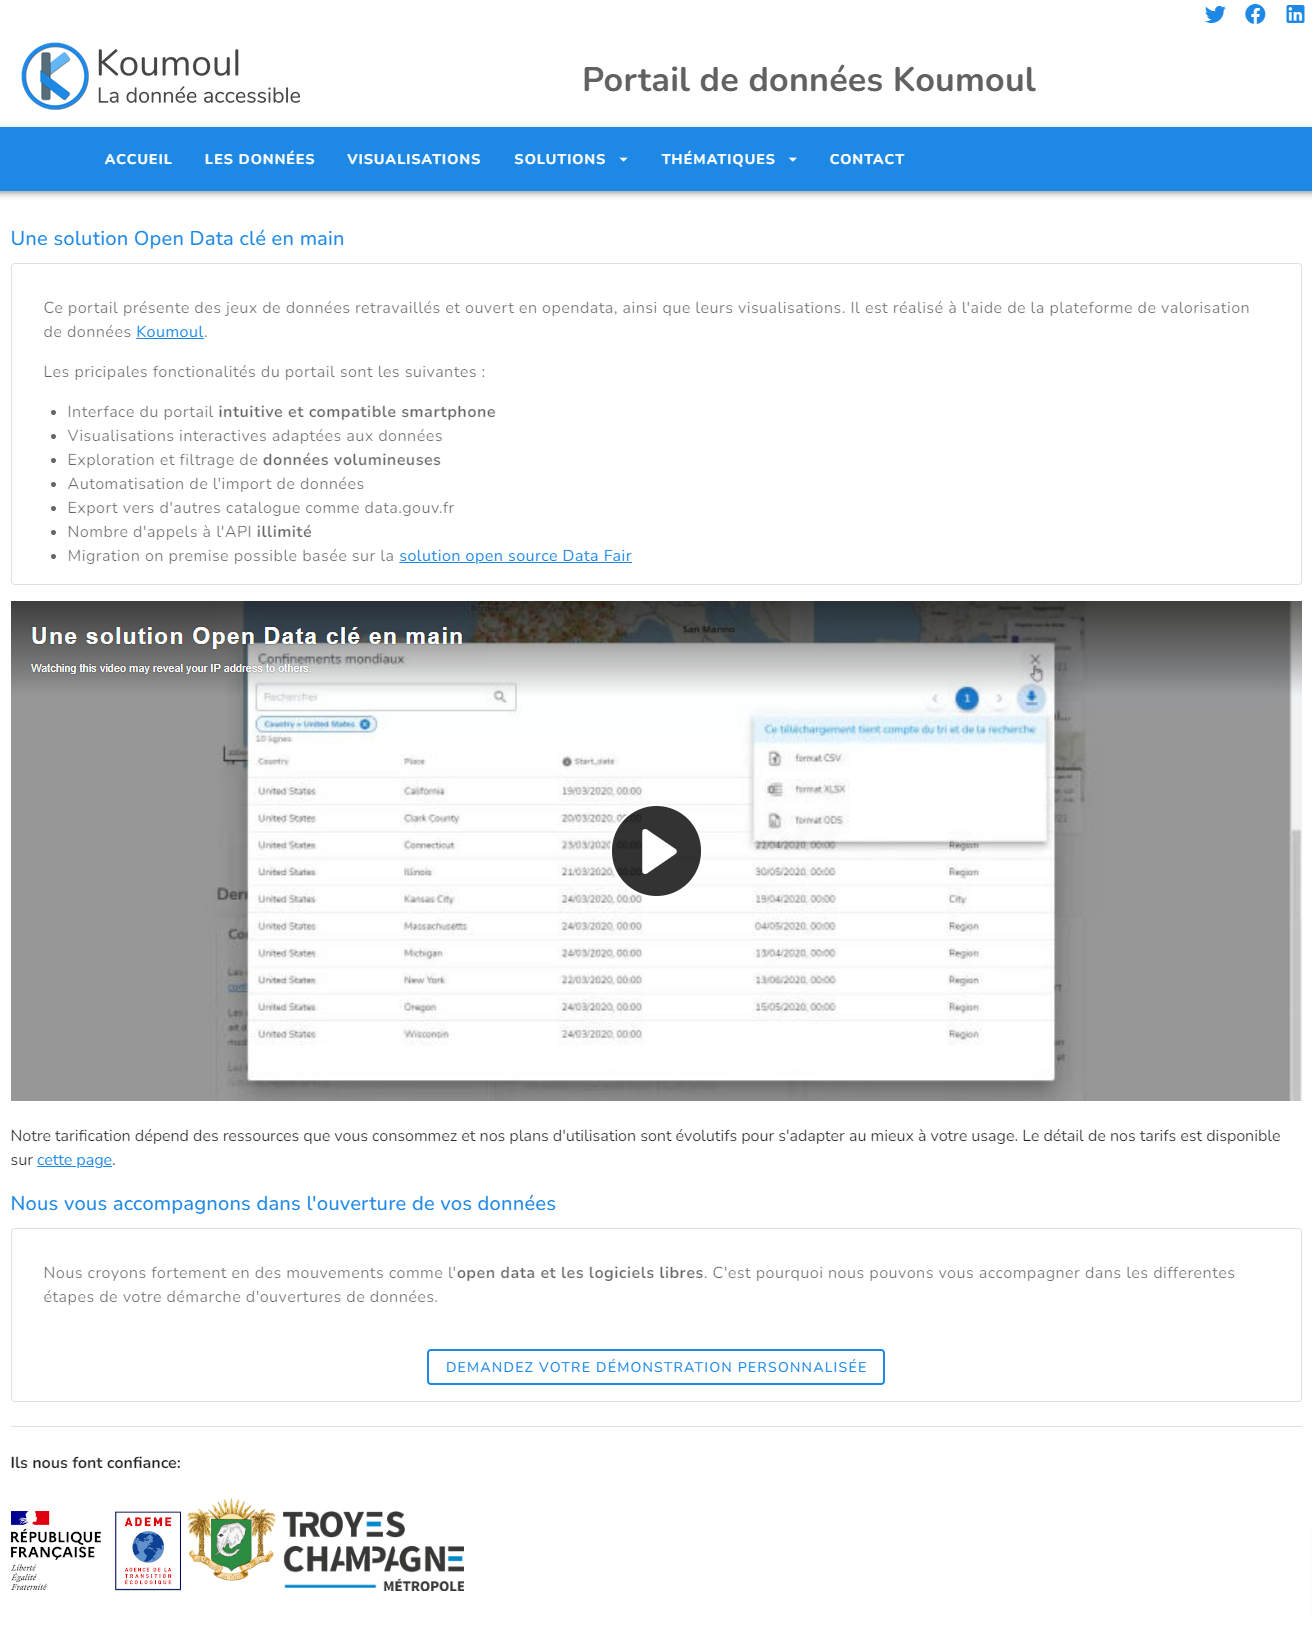 Koumoul
La donnée accessible
Portail de données Koumoul
ACCUEIL LES DONNÉES VISUALISATIONS SOLUTIONS THÉMATIQUES CONTACT
Une solution Open Data clé en main
Ce portail présente des jeux de données retravaillés et ouvert en opendata, ainsi que leurs visualisations. Il est réalisé à l'aide de la plateforme de valorisation
de données Koumoul.
Les pricipales fonctionalités du portail sont les suivantes :
Interface du portail intuitive et compatible smartphone
Visualisations interactives adaptées aux données
Exploration et filtrage de données volumineuses
Automatisation de l'import de données
Export vers d'autres catalogue comme data.gouv.fr
Nombre d'appels à l'API illimité
Migration on premise possible basée sur la solution open source Data Fair
San Marino
Une solution Open Data clé en main
Confinements mondiaux
Watching this video may reveal your IP address to others.
Rechercher
1
Country = United States
Ce téléchargement tient compte du tri et de la recherche
10 lignes
format CSV
format XLSX
format ODS
Country Place Start_date
United States California 19/03/2020, 00:00
United States Clark County 20/03/2020,
United States Connecticut 23/03/202 22/04/2020, 00:00 Region
United States Illinois 21/03/2020 30/05/2020, 00:00 Region
United States Kansas City 24/03/2020, 00:00 19/04/2020, 00:00 City
United States Massachusetts 24/03/2020, 00:00 04/05/2020, 00:00 Region
United States Michigan 24/03/2020, 00:00 13/04/2020, 00:00 Region
United States New York 22/03/2020, 00:00 13/06/2020, 00:00 Region
United States Oregon 24/03/2020, 00:00 15/05/2020, 00:00 Region
United States Wisconsin 24/03/2020, 00:00 Region
Notre tarification dépend des ressources que vous consommez et nos plans d'utilisation sont évolutifs pour s'adapter au mieux à votre usage. Le détail de nos tarifs est disponible
sur cette page.
Nous vous accompagnons dans l'ouverture de vos données
Nous croyons fortement en des mouvements comme l'open data et les logiciels libres. C'est pourquoi nous pouvons vous accompagner dans les differentes
étapes de votre démarche d'ouvertures de données.
DEMANDEZ VOTRE DÉMONSTRATION PERSONNALISÉE
Ils nous font confiance:
RÉPUBLIQUE
FRANÇAISE
Liberté
Égalité
Fraternité
ADEME
AGENCE DE LA
TRANSITION
ÉCOLOGIQUE
TROYES
CHAMPAGNE
MÉTROPOLE